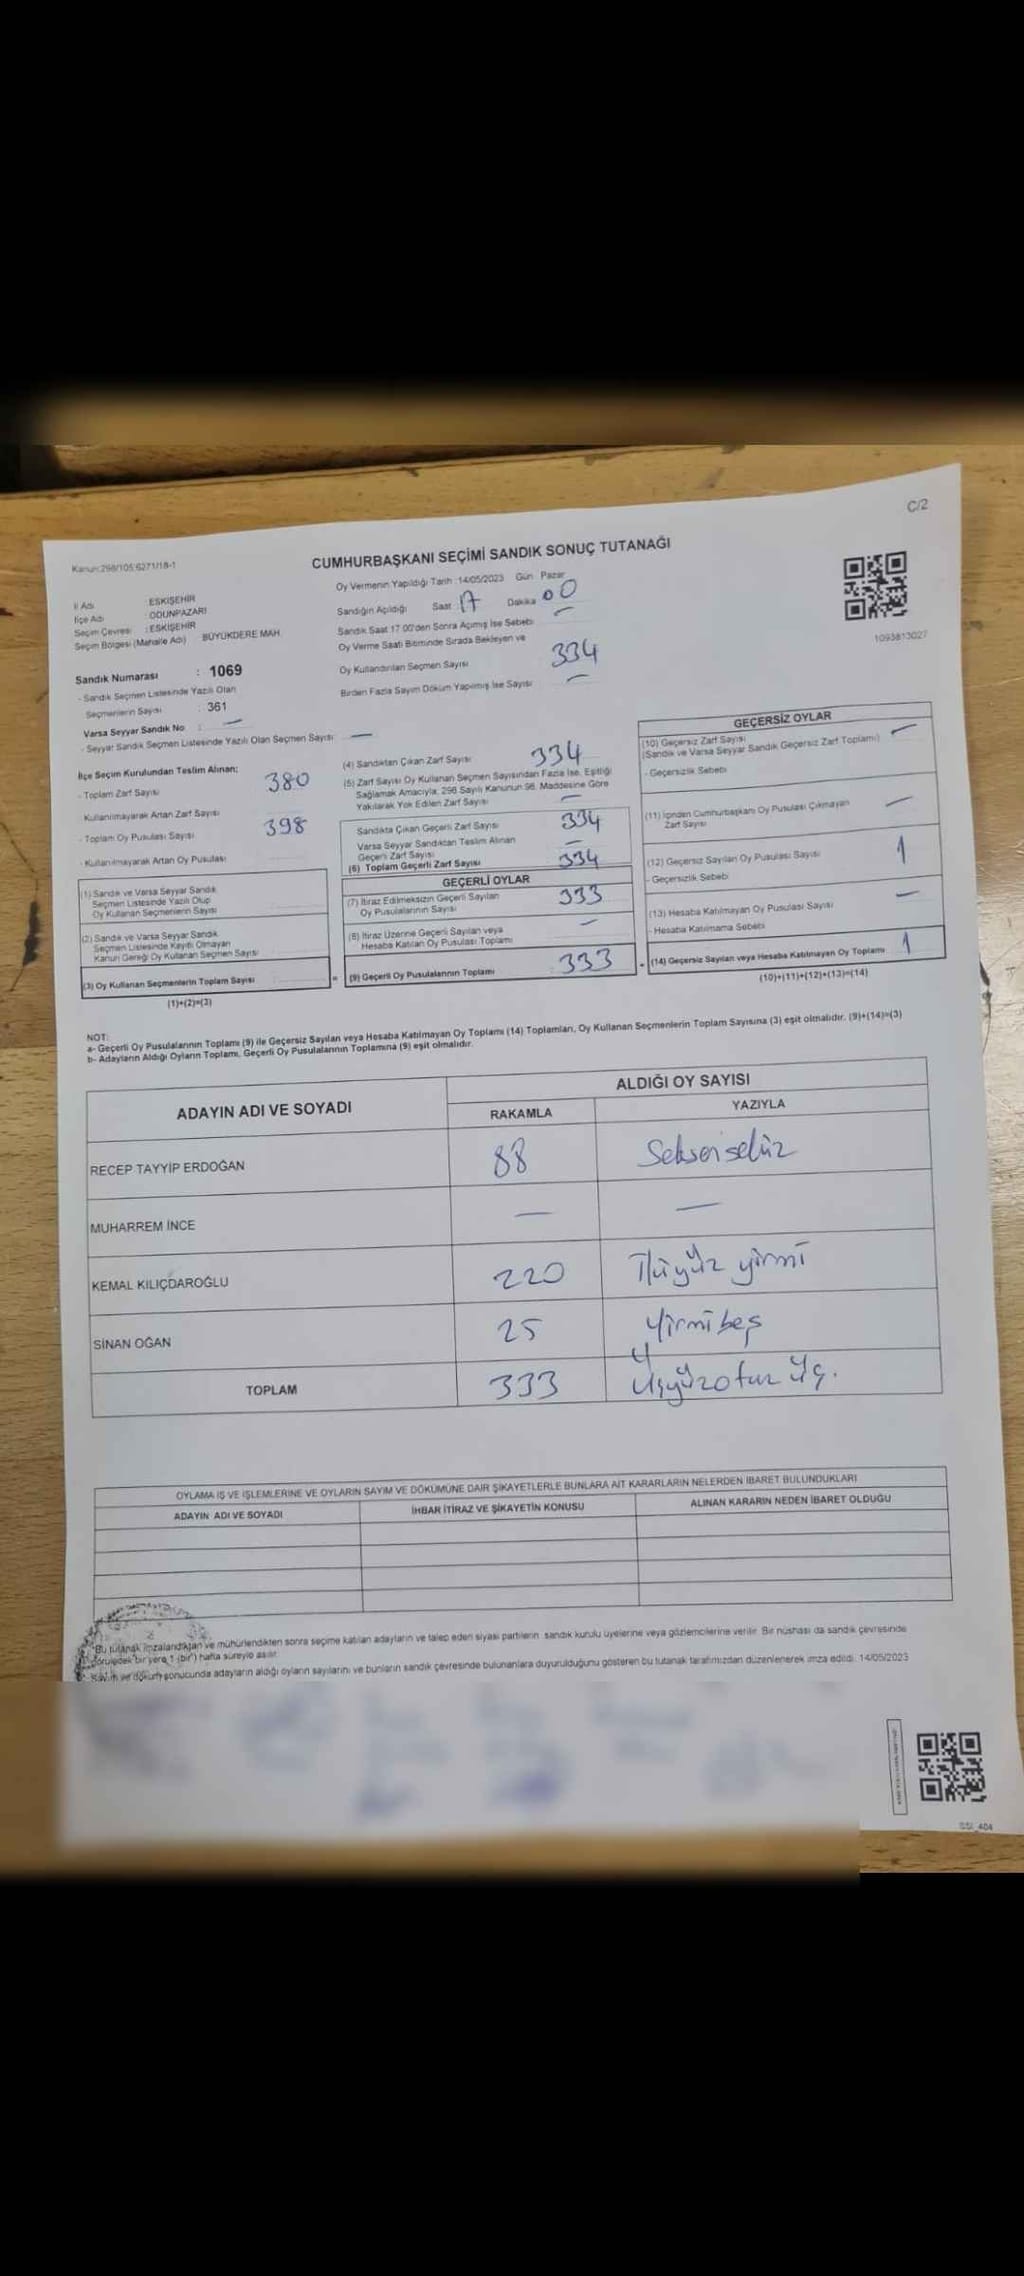 C/2
Kanun:298/105.6271/18-1
CUMHURBAŞKANI SEÇİMİ SANDIK SONUÇ TUTANAĞI
İl Adı : ESKİŞEHİR
İlçe Adı : ODUNPAZARI
Seçim Çevresi : ESKİŞEHİR
Seçim Bölgesi (Mahalle Adı) BÜYÜKDERE MAH.
Sandık Numarası : 1069
- Sandık Seçmen Listesinde Yazılı Olan
Seçmenlerin Sayısı : 361
Varsa Seyyar Sandık No : —
- Seyyar Sandık Seçmen Listesinde Yazılı Olan Seçmen Sayısı —
İlçe Seçim Kurulundan Teslim Alınan;
- Toplam Zarf Sayısı 380
- Kullanılmayarak Artan Zarf Sayısı
- Toplam Oy Pusulası Sayısı 398
- Kullanılmayarak Artan Oy Pusulası
(1) Sandık ve Varsa Seyyar Sandık
Seçmen Listesinde Yazılı Olup
Oy Kullanan Seçmenlerin Sayısı
(2) Sandık ve Varsa Seyyar Sandık
Seçmen Listesinde Kayıtlı Olmayan
Kanun Gereği Oy Kullanan Seçmen Sayısı
(3) Oy Kullanan Seçmenlerin Toplam Sayısı
(1)+(2)=(3)
Oy Vermenin Yapıldığı Tarih :14/05/2023 Gün Pazar
Sandığın Açıldığı Saat 17 Dakika 00
Sandık Saat 17:00'den Sonra Açılmış İse Sebebi —
Oy Verme Saati Bitiminde Sırada Bekleyen ve
Oy Kullandırılan Seçmen Sayısı 334
Birden Fazla Sayım Döküm Yapılmış İse Sayısı —
(4) Sandıktan Çıkan Zarf Sayısı 334
(5) Zarf Sayısı Oy Kullanan Seçmen Sayısından Fazla İse, Eşitliği
Sağlamak Amacıyla; 298 Sayılı Kanunun 98. Maddesine Göre
Yakılarak Yok Edilen Zarf Sayısı —
Sandıkta Çıkan Geçerli Zarf Sayısı 334
Varsa Seyyar Sandıktan Teslim Alınan
Geçerli Zarf Sayısı —
(6) Toplam Geçerli Zarf Sayısı 334
GEÇERLİ OYLAR
(7) İtiraz Edilmeksizin Geçerli Sayılan
Oy Pusulalarının Sayısı 333
(8) İtiraz Üzerine Geçerli Sayılan veya
Hesaba Katılan Oy Pusulası Toplamı —
= (9) Geçerli Oy Pusulalarının Toplamı 333
1093813027
GEÇERSİZ OYLAR
(10) Geçersiz Zarf Sayısı
(Sandık ve Varsa Seyyar Sandık Geçersiz Zarf Toplamı) —
- Geçersizlik Sebebi
(11) İçinden Cumhurbaşkanı Oy Pusulası Çıkmayan
Zarf Sayısı —
(12) Geçersiz Sayılan Oy Pusulası Sayısı 1
- Geçersizlik Sebebi
(13) Hesaba Katılmayan Oy Pusulası Sayısı —
- Hesaba Katılmama Sebebi
+ (14) Geçersiz Sayılan veya Hesaba Katılmayan Oy Toplamı 1
(10)+(11)+(12)+(13)=(14)
NOT:
a- Geçerli Oy Pusulalarının Toplamı (9) ile Geçersiz Sayılan veya Hesaba Katılmayan Oy Toplamı (14) Toplamları, Oy Kullanan Seçmenlerin Toplam Sayısına (3) eşit olmalıdır. (9)+(14)=(3)
b- Adayların Aldığı Oyların Toplamı, Geçerli Oy Pusulalarının Toplamına (9) eşit olmalıdır.
ADAYIN ADI VE SOYADI ALDIĞI OY SAYISI
RAKAMLA YAZIYLA
RECEP TAYYİP ERDOĞAN 88 Seksensekiz
MUHARREM İNCE — —
KEMAL KILIÇDAROĞLU 220 İkiyüz yirmi
SİNAN OĞAN 25 Yirmibeş
TOPLAM 333 Üçyüzotuz üç.
OYLAMA İŞ VE İŞLEMLERİNE VE OYLARIN SAYIM VE DÖKÜMÜNE DAİR ŞİKAYETLERLE BUNLARA AİT KARARLARIN NELERDEN İBARET BULUNDUKLARI
ADAYIN ADI VE SOYADI İHBAR İTİRAZ VE ŞİKAYETİN KONUSU ALINAN KARARIN NEDEN İBARET OLDUĞU
Bu tutanak imzalandıktan ve mühürlendikten sonra seçime katılan adayların ve talep eden siyasi partilerin sandık kurulu üyelerine veya gözlemcilerine verilir. Bir nüshası da sandık çevresinde
görülecek bir yere 1 (bir) hafta süreyle asılır.
Sayım ve döküm sonucunda adayların aldığı oyların sayılarını ve bunların sandık çevresinde bulunanlara duyurulduğunu gösteren bu tutanak tarafımızdan düzenlenerek imza edildi. 14/05/2023
SSI_404